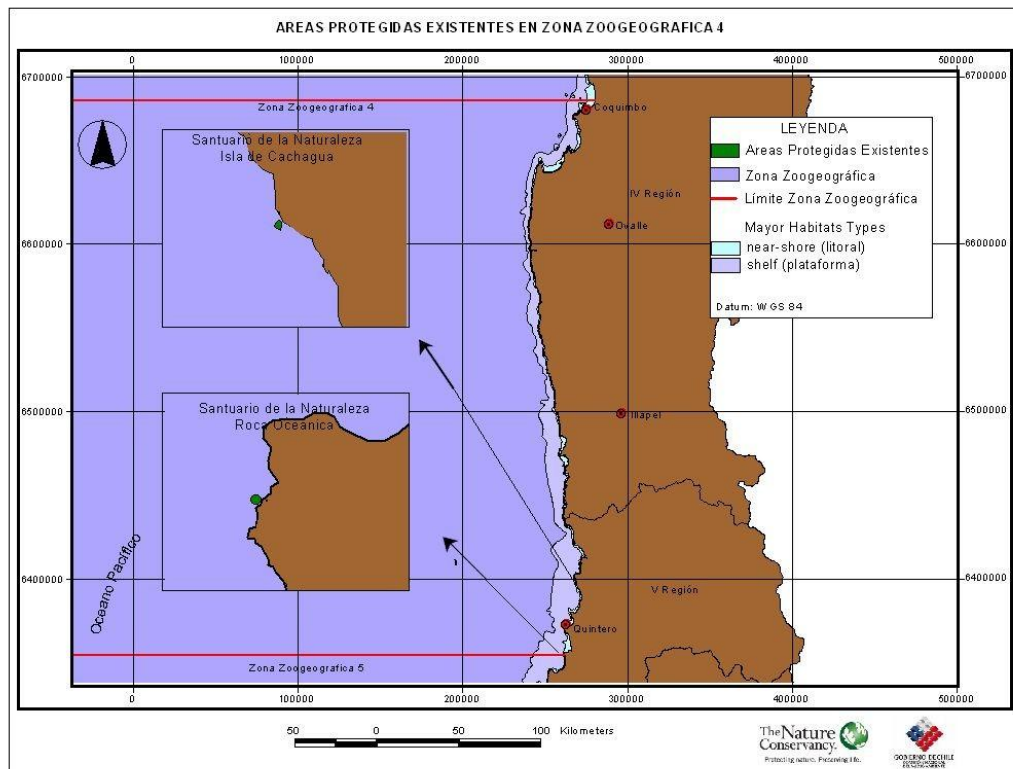 AREAS PROTEGIDAS EXISTENTES EN ZONA ZOOGEOGRAFICA 4
0 100000 200000 300000 400000 500000
6700000 6700000
Zona Zoogeografica 4
Coquimbo
Santuario de la Naturaleza
Isla de Cachagua
LEYENDA
Areas Protegidas Existentes
Zona Zoogeográfica
Límite Zona Zoogeográfica
Mayor Habitats Types
near-shore (litoral)
shelf (plataforma)
Datum: WGS 84
IV Región
Ovalle
6600000 6600000
6500000 6500000
Santuario de la Naturaleza
Roca Oceánica
Illapel
Oceano Pacífico
6400000 6400000
V Región
Quintero
Zona Zoogeografica 5
0 100000 200000 300000 400000 500000
50 0 50 100 Kilometers
The Nature
Conservancy.
Protecting nature. Preserving life.
GOBIERNO DE CHILE